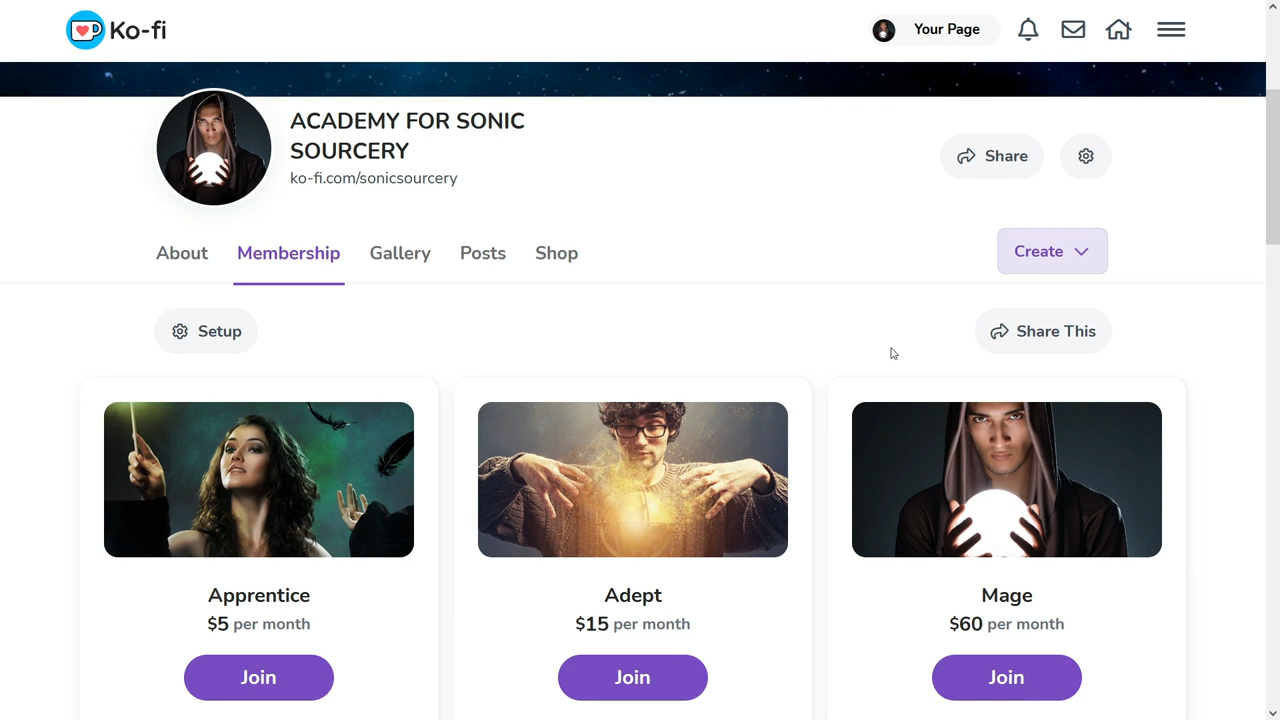 Ko-fi
Your Page
ACADEMY FOR SONIC
SOURCERY
ko-fi.com/sonicsourcery
Share
About Membership Gallery Posts Shop
Create
Setup
Share This
Apprentice
$5 per month
Join
Adept
$15 per month
Join
Mage
$60 per month
Join